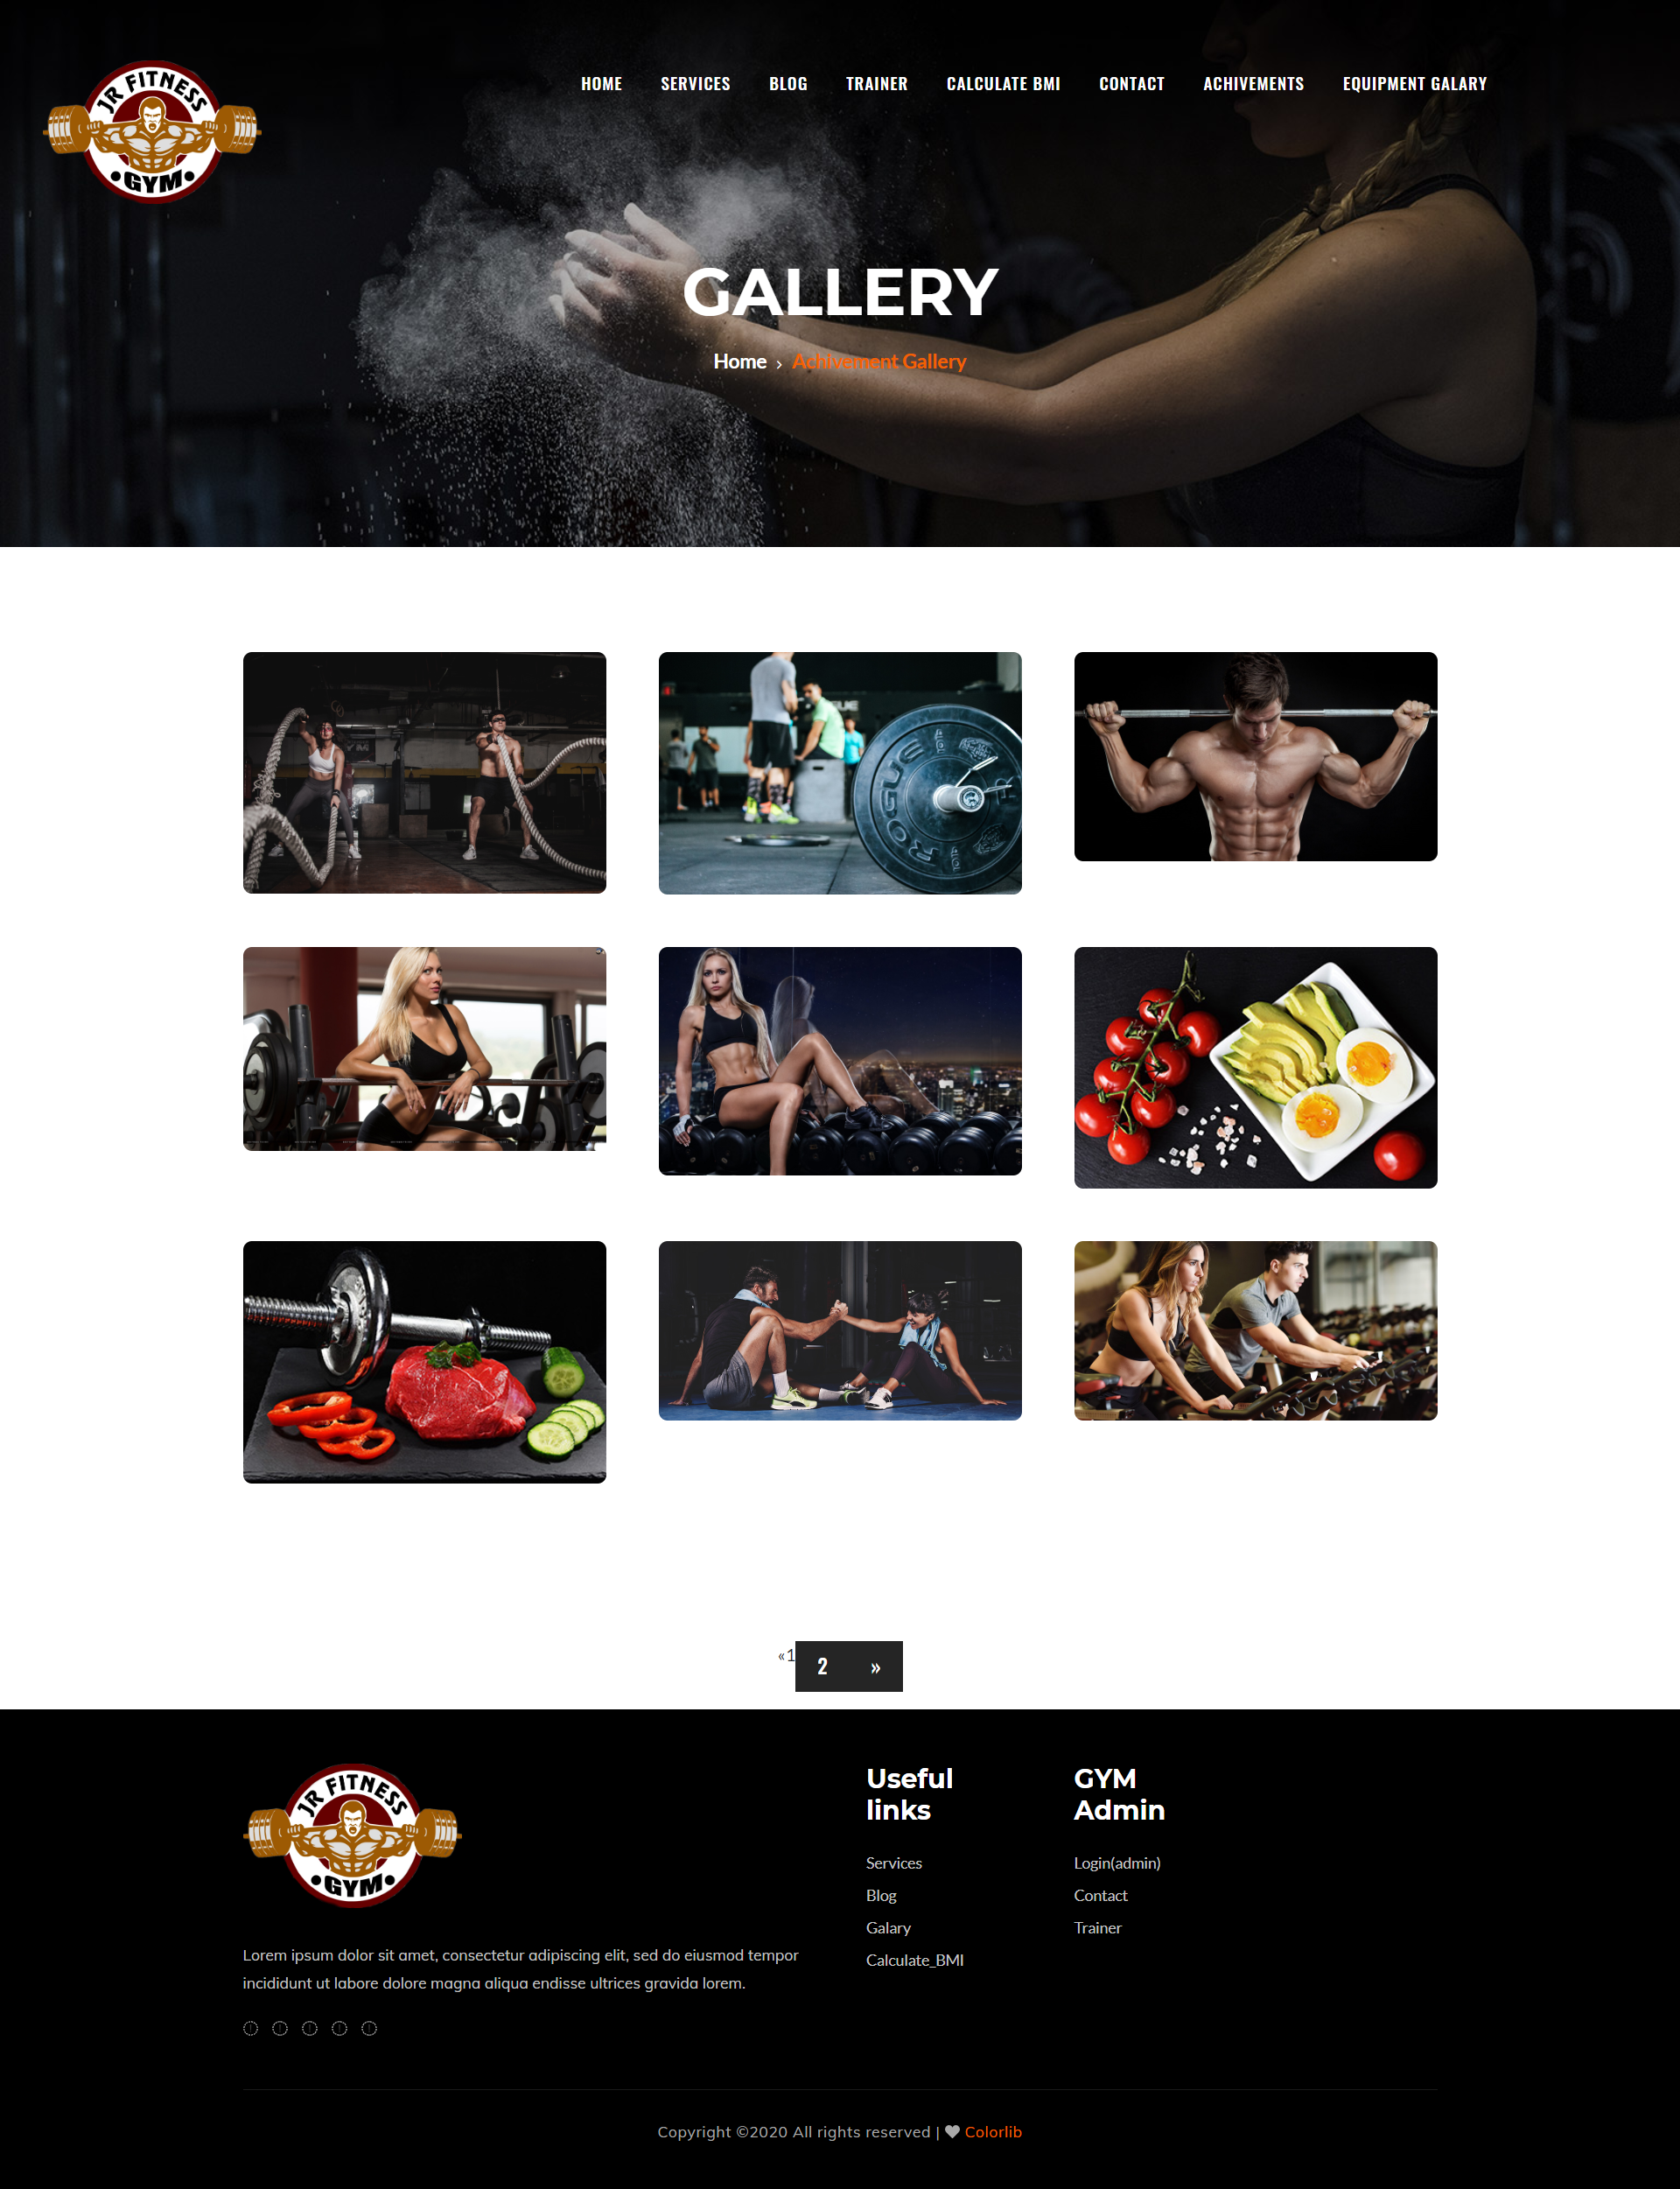 JR FITNESS
GYM
HOME SERVICES BLOG TRAINER CALCULATE BMI CONTACT ACHIVEMENTS EQUIPMENT GALARY
GALLERY
Home › Achivement Gallery
ROGUE
«1 2 »
JR FITNESS
GYM
Useful
links
GYM
Admin
Services
Login(admin)
Blog
Contact
Galary
Trainer
Calculate_BMI
Lorem ipsum dolor sit amet, consectetur adipiscing elit, sed do eiusmod tempor
incididunt ut labore dolore magna aliqua endisse ultrices gravida lorem.
Copyright ©2020 All rights reserved | Colorlib